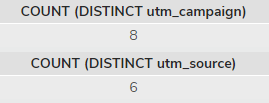 COUNT (DISTINCT utm_campaign)
8
COUNT (DISTINCT utm_source)
6